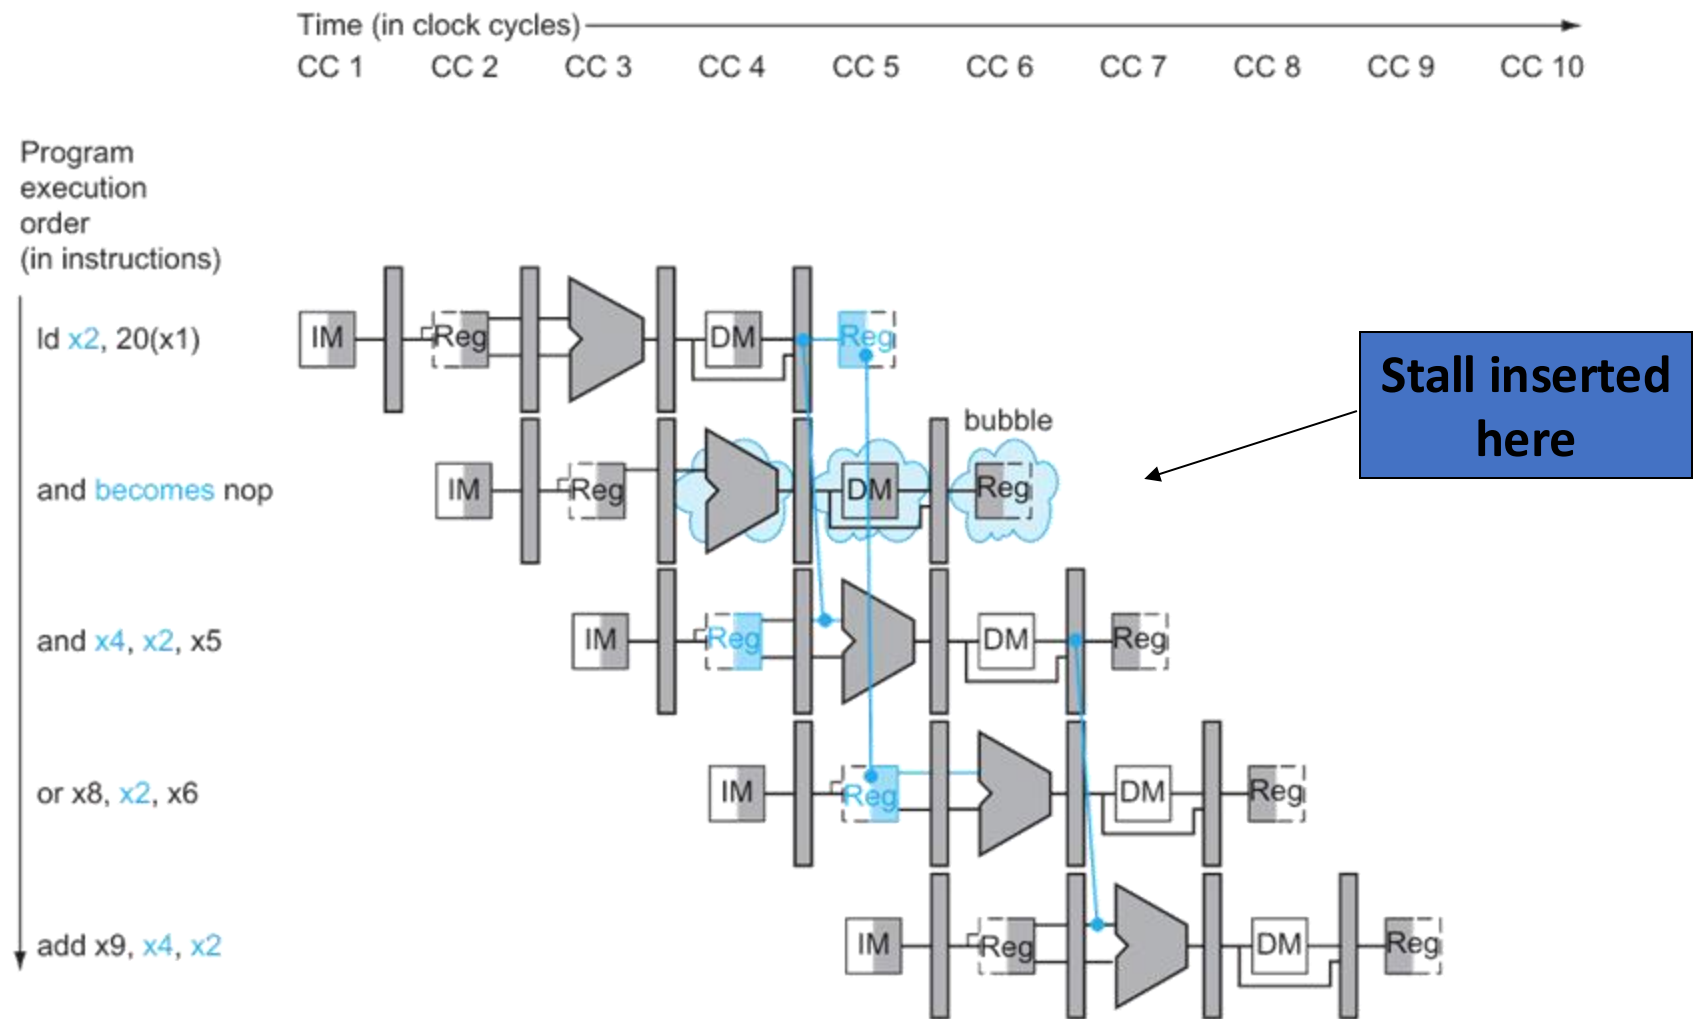 Time (in clock cycles)
CC 1 CC 2 CC 3 CC 4 CC 5 CC 6 CC 7 CC 8 CC 9 CC 10
Program
execution
order
(in instructions)
ld x2, 20(x1)
IM Reg DM Reg
Stall inserted
here
bubble
and becomes nop
IM Reg DM Reg
and x4, x2, x5
IM Reg DM Reg
or x8, x2, x6
IM Reg DM Reg
add x9, x4, x2
IM Reg DM Reg